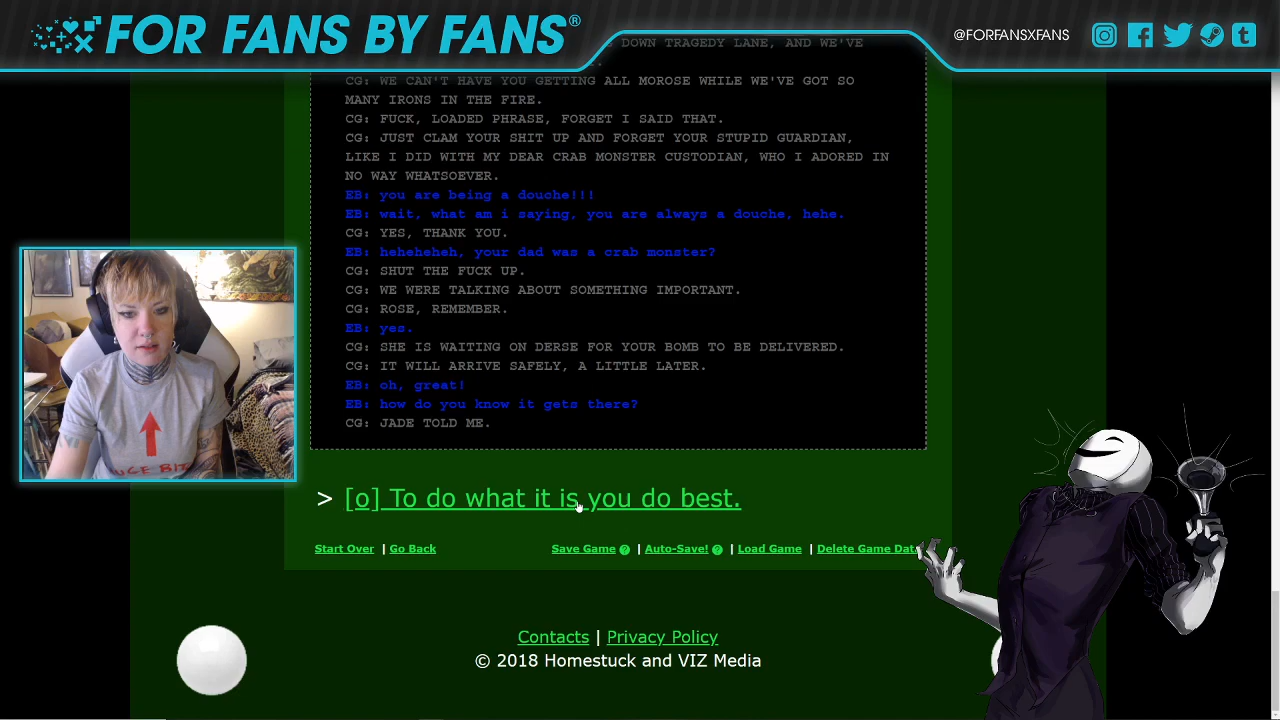 FOR FANS BY FANS®
@FORFANSXFANS
DOWN TRAGEDY LANE, AND WE'VE
CG: WE CAN'T HAVE YOU GETTING ALL MOROSE WHILE WE'VE GOT SO
MANY IRONS IN THE FIRE.
CG: FUCK, LOADED PHRASE, FORGET I SAID THAT.
CG: JUST CLAM YOUR SHIT UP AND FORGET YOUR STUPID GUARDIAN,
LIKE I DID WITH MY DEAR CRAB MONSTER CUSTODIAN, WHO I ADORED IN
NO WAY WHATSOEVER.
EB: you are being a douche!!!
EB: wait, what am i saying, you are always a douche, hehe.
CG: YES, THANK YOU.
EB: heheheheh, your dad was a crab monster?
CG: SHUT THE FUCK UP.
CG: WE WERE TALKING ABOUT SOMETHING IMPORTANT.
CG: ROSE, REMEMBER.
EB: yes.
CG: SHE IS WAITING ON DERSE FOR YOUR BOMB TO BE DELIVERED.
CG: IT WILL ARRIVE SAFELY, A LITTLE LATER.
EB: oh, great!
EB: how do you know it gets there?
CG: JADE TOLD ME.
> [o] To do what it is you do best.
Start Over | Go Back
Save Game ? | Auto-Save! ? | Load Game | Delete Game Dat
Contacts | Privacy Policy
© 2018 Homestuck and VIZ Media